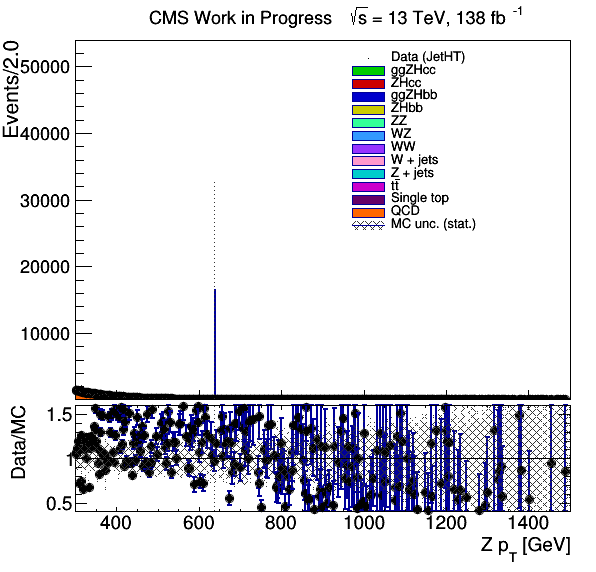 CMS Work in Progress √s = 13 TeV, 138 fb⁻¹
Events/2.0
50000
40000
30000
20000
10000
Data (JetHT)
ggZHcc
ZHcc
ggZHbb
ZHbb
ZZ
WZ
WW
W + jets
Z + jets
tt̄
Single top
QCD
MC unc. (stat.)
Data/MC
1.5
1
0.5
400 600 800 1000 1200 1400
Z p_T [GeV]